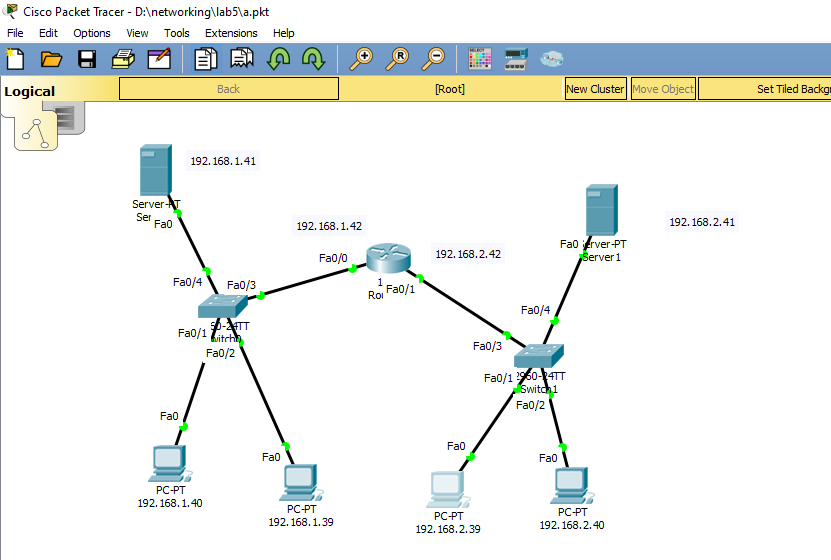 Cisco Packet Tracer - D:\networking\lab5\a.pkt
File Edit Options View Tools Extensions Help
Logical
Back
[Root]
New Cluster
Move Object
Set Tiled Backg
192.168.1.41
Server-PT
Ser
Fa0
192.168.1.42
Fa0/0
192.168.2.42
Fa0/1
1
Rou
Fa0/4
Fa0/3
50-24TT
witch0
Fa0/1
Fa0/2
Fa0
PC-PT
192.168.1.40
Fa0
PC-PT
192.168.1.39
192.168.2.41
Fa0
erver-PT
Server1
Fa0/4
Fa0/3
2960-24TT
Switch1
Fa0/1
Fa0/2
Fa0
PC-PT
192.168.2.39
Fa0
PC-PT
192.168.2.40